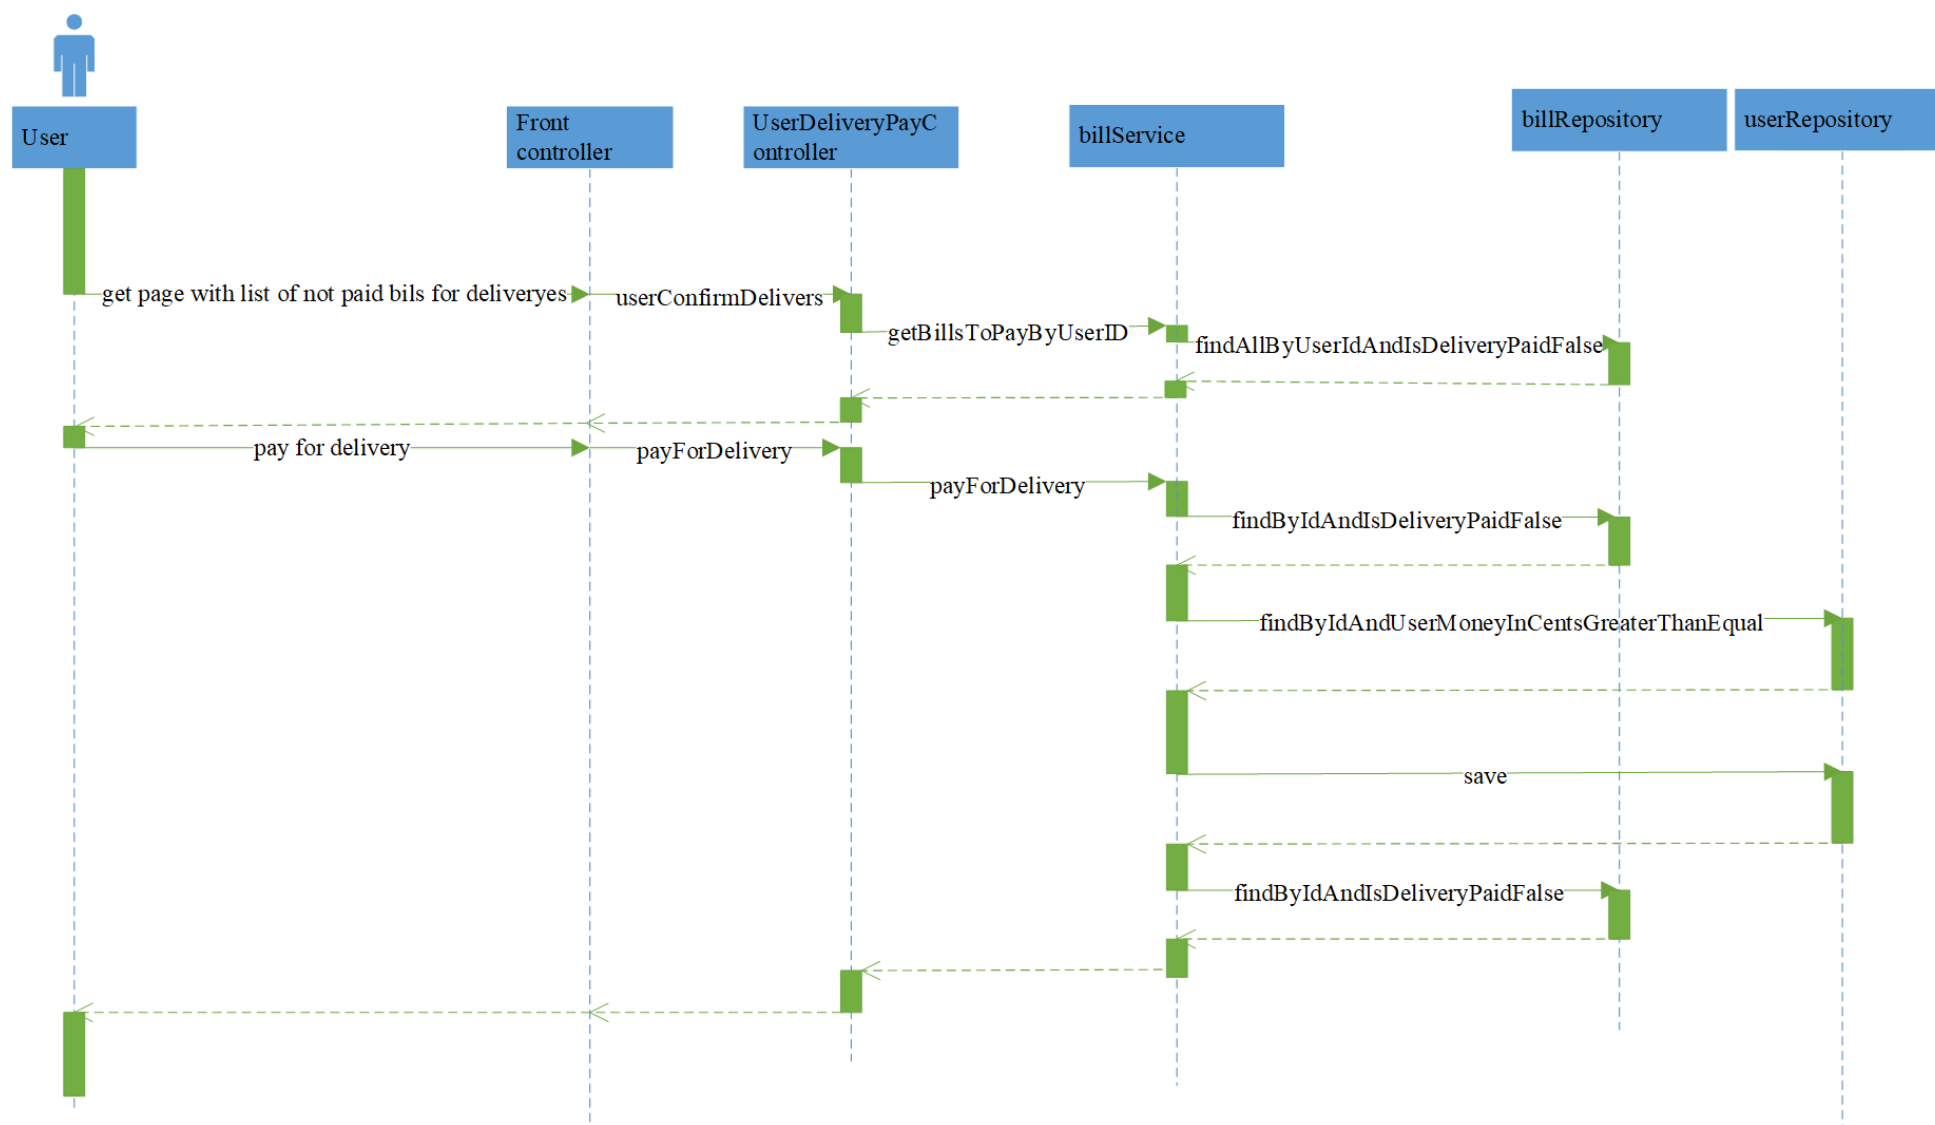 User
Front
controller
UserDeliveryPayC
ontroller
billService
billRepository
userRepository
get page with list of not paid bils for deliveryes
userConfirmDelivers
getBillsToPayByUserID
findAllByUserIdAndIsDeliveryPaidFalse
pay for delivery
payForDelivery
payForDelivery
findByIdAndIsDeliveryPaidFalse
findByIdAndUserMoneyInCentsGreaterThanEqual
save
findByIdAndIsDeliveryPaidFalse